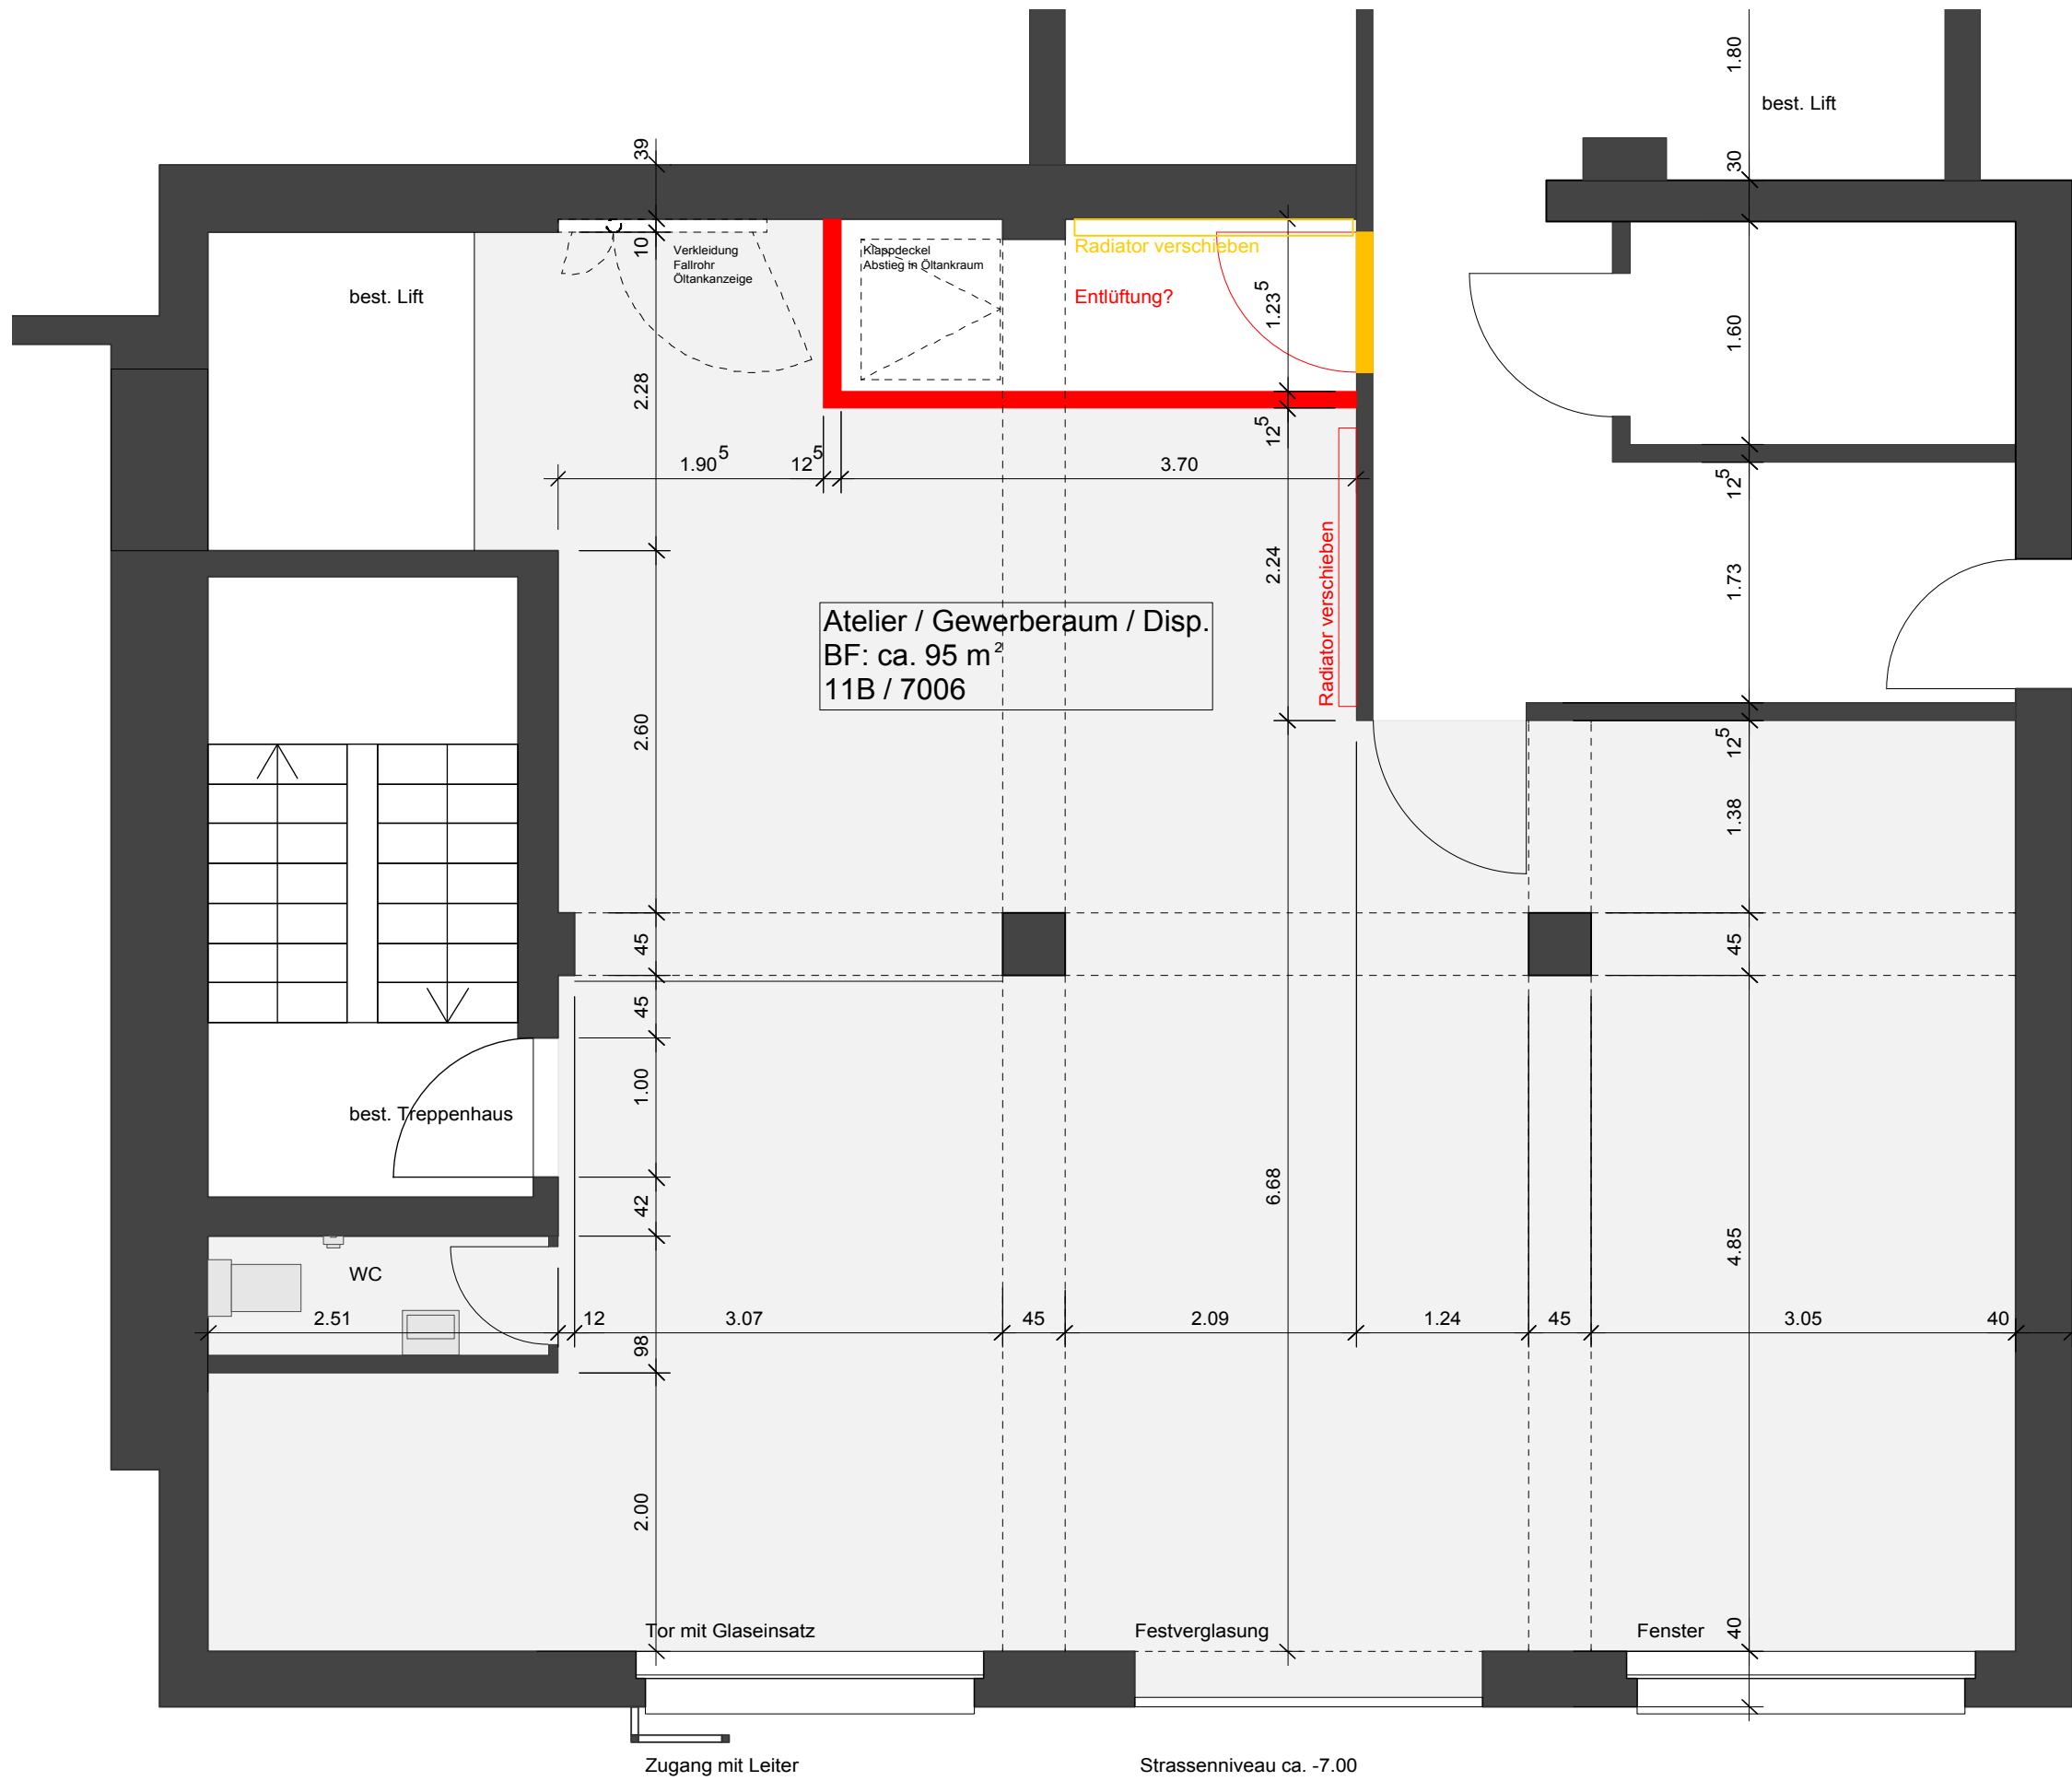 1.80
best. Lift
39
30
10
Verkleidung
Fallrohr
Öltankanzeige
Klappdeckel
Abstieg in Öltankraum
Radiator verschieben
best. Lift
Entlüftung?
1.23⁵
1.60
2.28
12⁵
1.90⁵
12⁵
3.70
12⁵
2.24
Radiator verschieben
1.73
Atelier / Gewerberaum / Disp.
BF: ca. 95 m²
11B / 7006
2.60
12⁵
1.38
45
45
45
1.00
best. Treppenhaus
42
6.68
4.85
WC
2.51
12
3.07
45
2.09
1.24
45
3.05
40
98
2.00
Tor mit Glaseinsatz
Festverglasung
Fenster
40
Zugang mit Leiter
Strassenniveau ca. -7.00